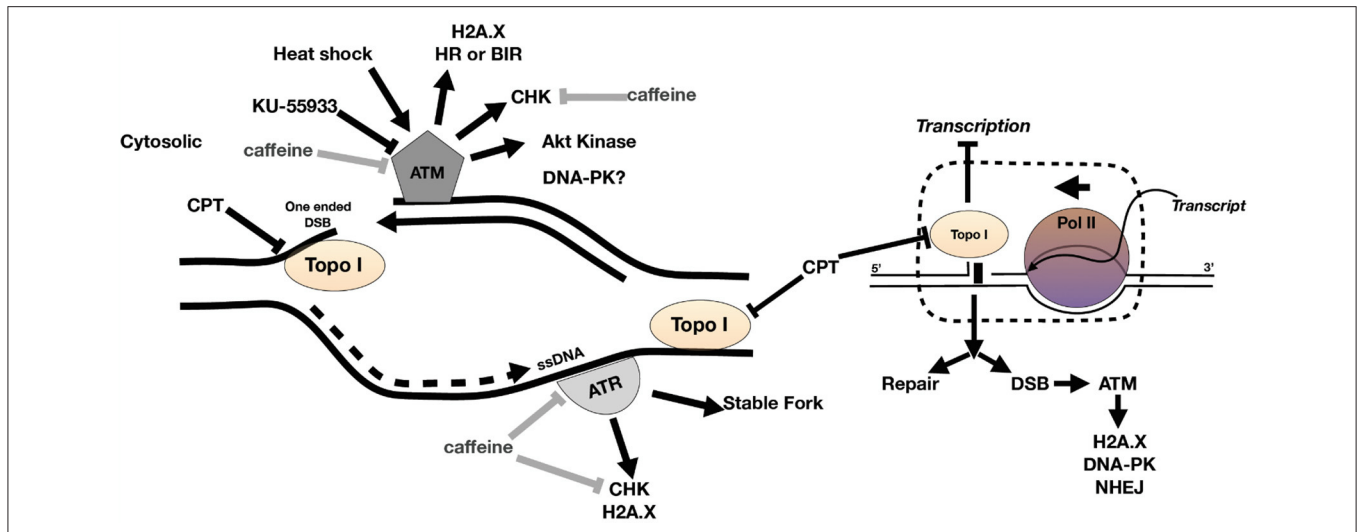 H2A.X
HR or BIR
Heat shock
CHK
caffeine
KU-55933
Cytosolic
caffeine
ATM
Akt Kinase
DNA-PK?
CPT
One ended
DSB
Topo I
Topo I
ssDNA
ATR
Stable Fork
caffeine
CHK
H2A.X
CPT
Transcription
Topo I
Pol II
Transcript
5'
3'
Repair
DSB
ATM
H2A.X
DNA-PK
NHEJ